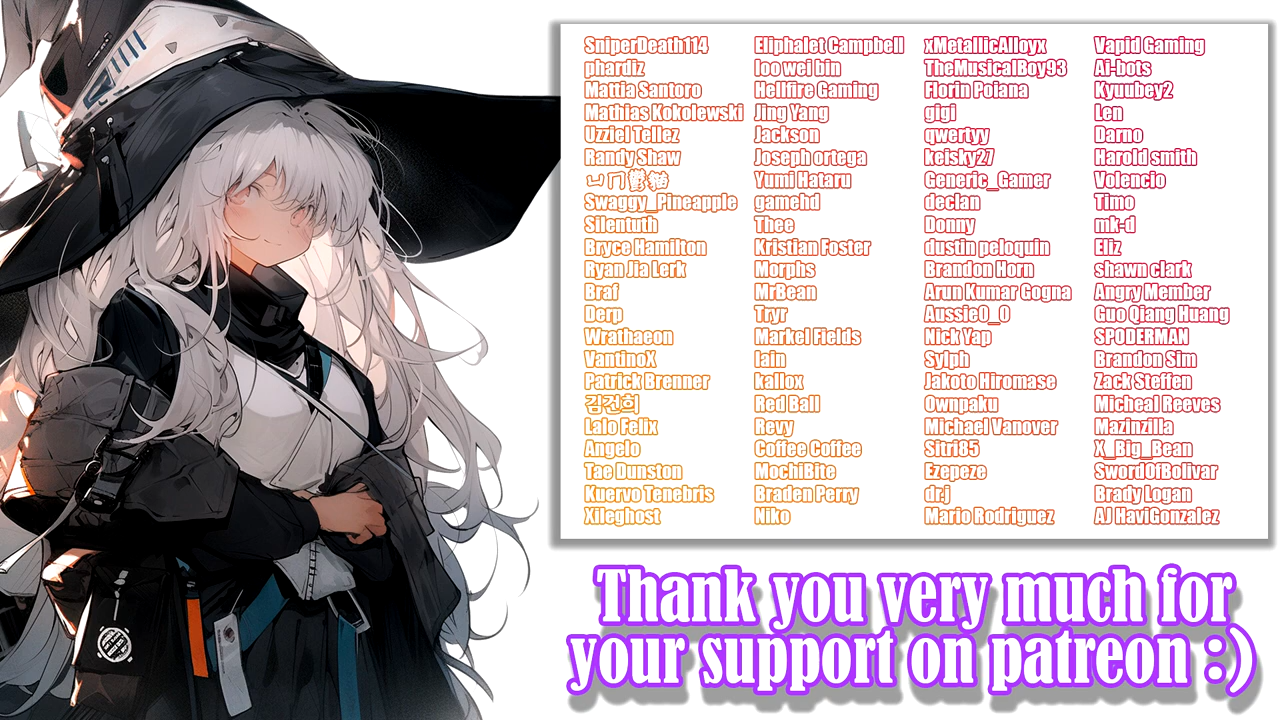 SniperDeath114
phardiz
Mattia Santoro
Mathias Kokolewski
Uzziel Tellez
Randy Shaw
Swaggy_Pineapple
Silentuth
Bryce Hamilton
Ryan Jia Lerk
Braf
Derp
Wrathaeon
VantinoX
Patrick Brenner
김건희
Lalo Felix
Angelo
Tae Dunston
Kuervo Tenebris
Xileghost
Eliphalet Campbell
loo wei bin
Hellfire Gaming
Jing Yang
Jackson
Joseph ortega
Yumi Hataru
gamehd
Thee
Kristian Foster
Morphs
MrBean
Tryr
Markel Fields
Iain
kallox
Red Ball
Revy
Coffee Coffee
MochiBite
Braden Perry
Niko
xMetallicAlloyx
TheMusicalBoy93
Florin Poiana
gigi
qwertyy
keisky27
Generic_Gamer
declan
Donny
dustin peloquin
Brandon Horn
Arun Kumar Gogna
AussieO_O
Nick Yap
Sylph
Jakoto Hiromase
Ownpaku
Michael Vanover
Sitri85
Ezepeze
dr.j
Mario Rodriguez
Vapid Gaming
Ai-bots
Kyuubey2
Len
Darno
Harold smith
Volencio
Timo
mk-d
Eliz
shawn clark
Angry Member
Guo Qiang Huang
SPODERMAN
Brandon Sim
Zack Steffen
Micheal Reeves
Mazinzilla
X_Big_Bean
SwordOfBolivar
Brady Logan
AJ HaviGonzalez
Thank you very much for
your support on patreon :)